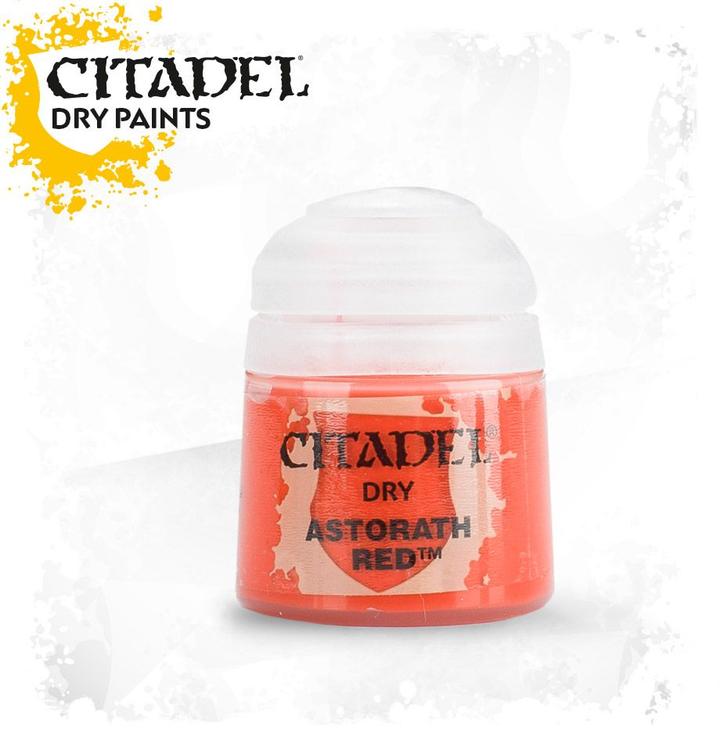 CITADEL®
DRY PAINTS
CITADEL®
DRY
ASTORATH
RED™